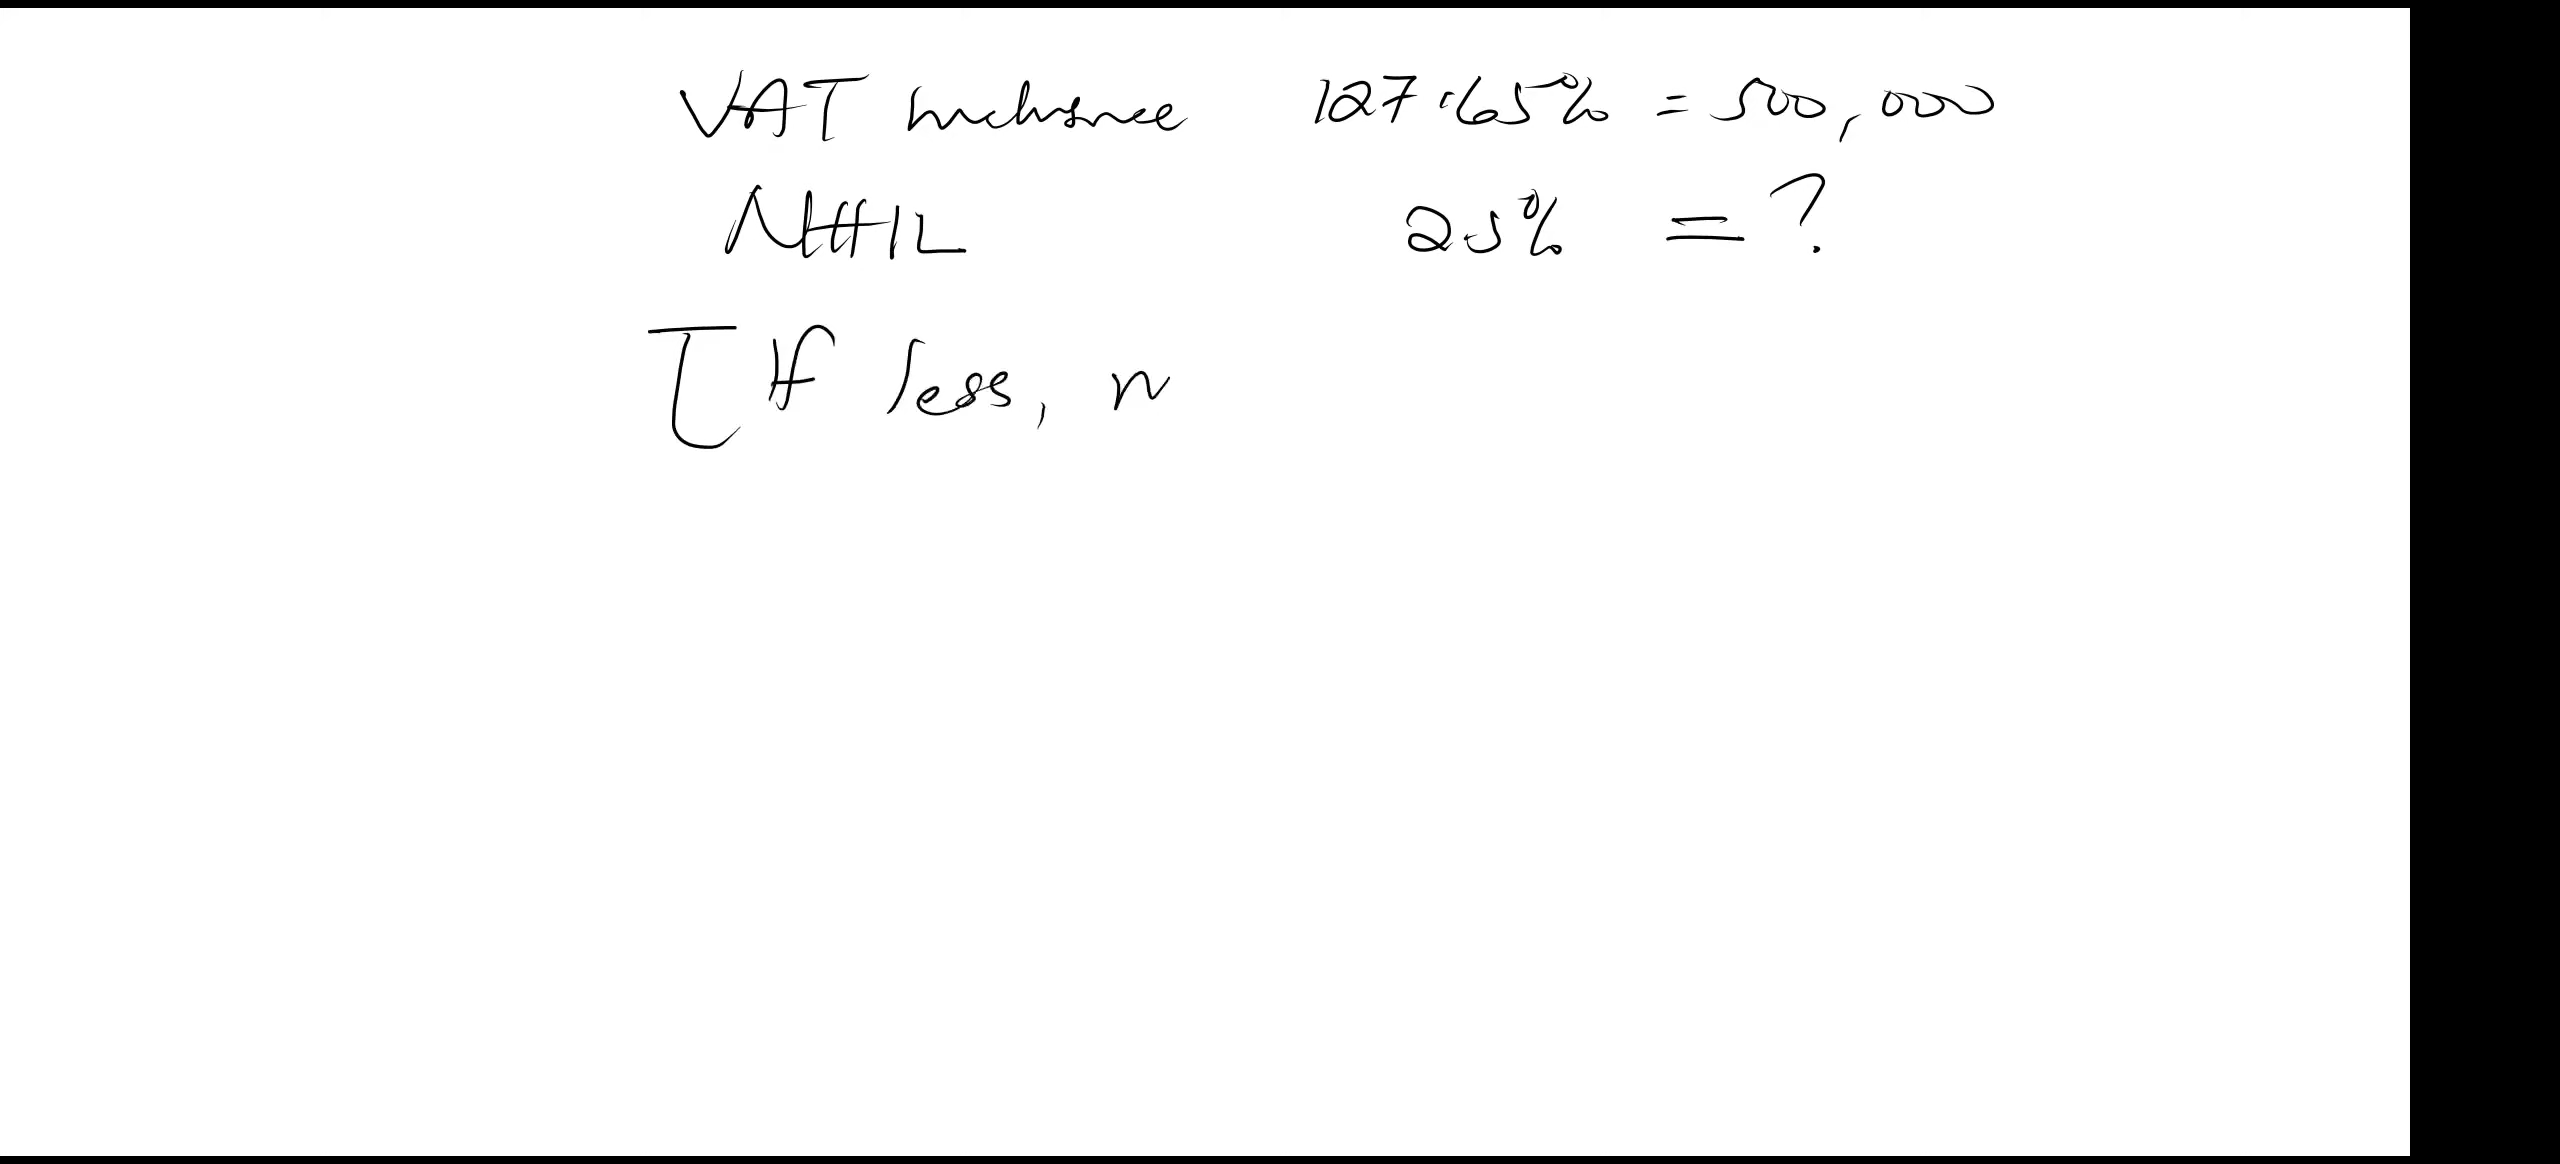 VAT inclusive 127.65% = 500,000
NHIL 2.5% = ?
[If less, m